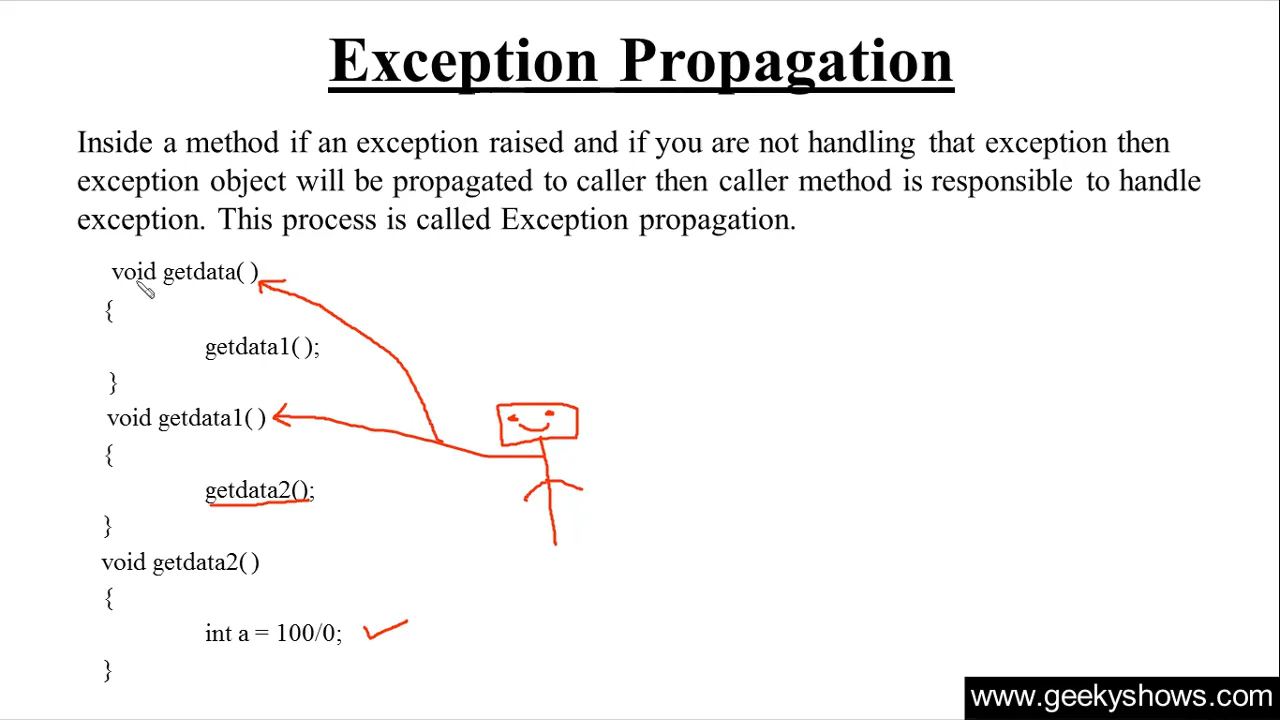 Exception Propagation
Inside a method if an exception raised and if you are not handling that exception then
exception object will be propagated to caller then caller method is responsible to handle
exception. This process is called Exception propagation.
void getdata( )
{
getdata1( );
}
void getdata1( )
{
getdata2();
}
void getdata2( )
{
int a = 100/0;
}
www.geekyshows.com